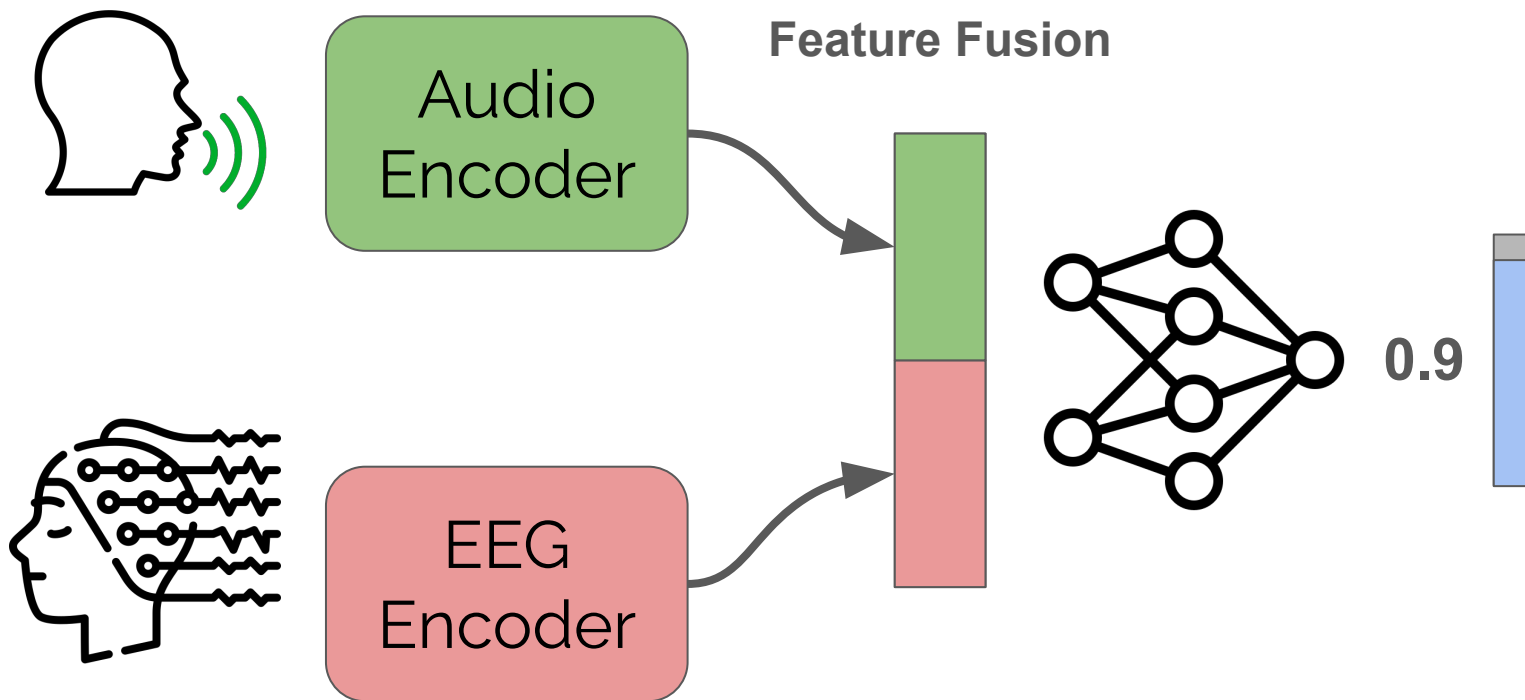 Feature Fusion
Audio
Encoder
0.9
EEG
Encoder